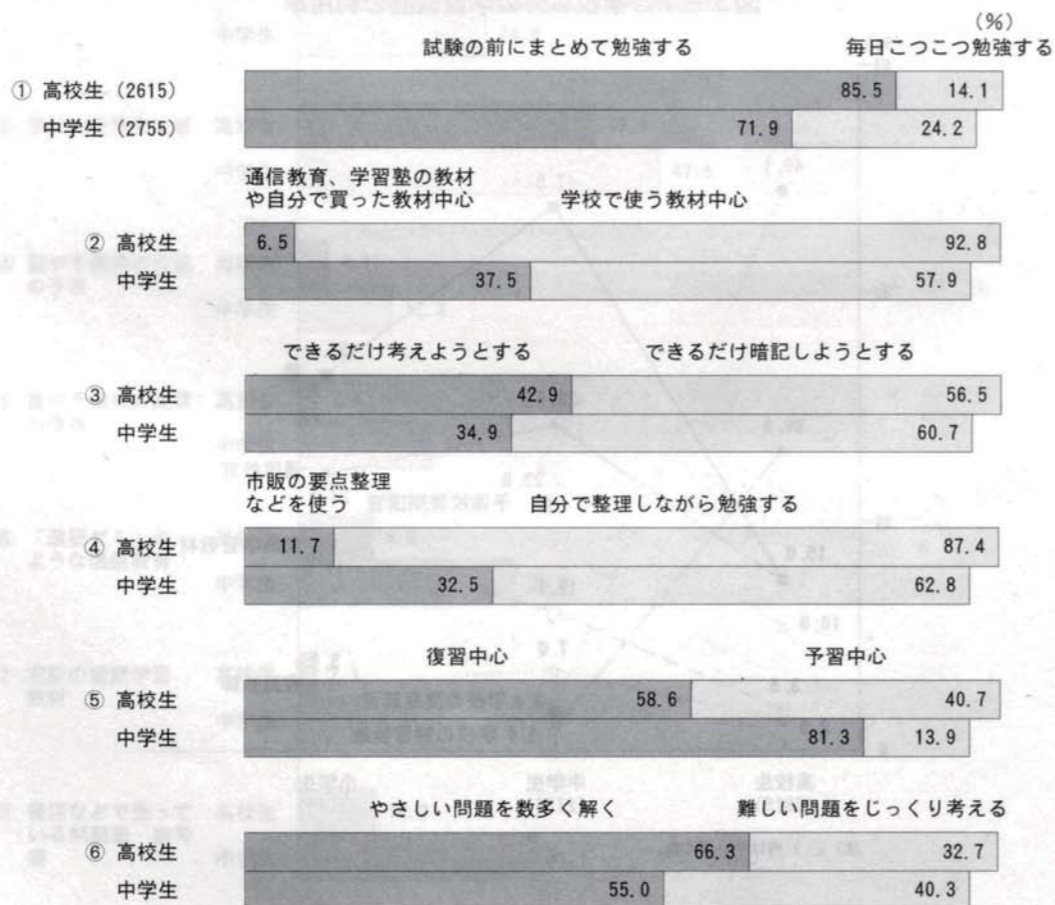 (%)
試験の前にまとめて勉強する 毎日こつこつ勉強する
① 高校生 (2615) 85.5 14.1
中学生 (2755) 71.9 24.2
通信教育、学習塾の教材
や自分で買った教材中心 学校で使う教材中心
② 高校生 6.5 92.8
中学生 37.5 57.9
できるだけ考えようとする できるだけ暗記しようとする
③ 高校生 42.9 56.5
中学生 34.9 60.7
市販の要点整理
などを使う 自分で整理しながら勉強する
④ 高校生 11.7 87.4
中学生 32.5 62.8
復習中心 予習中心
⑤ 高校生 58.6 40.7
中学生 81.3 13.9
やさしい問題を数多く解く 難しい問題をじっくり考える
⑥ 高校生 66.3 32.7
中学生 55.0 40.3